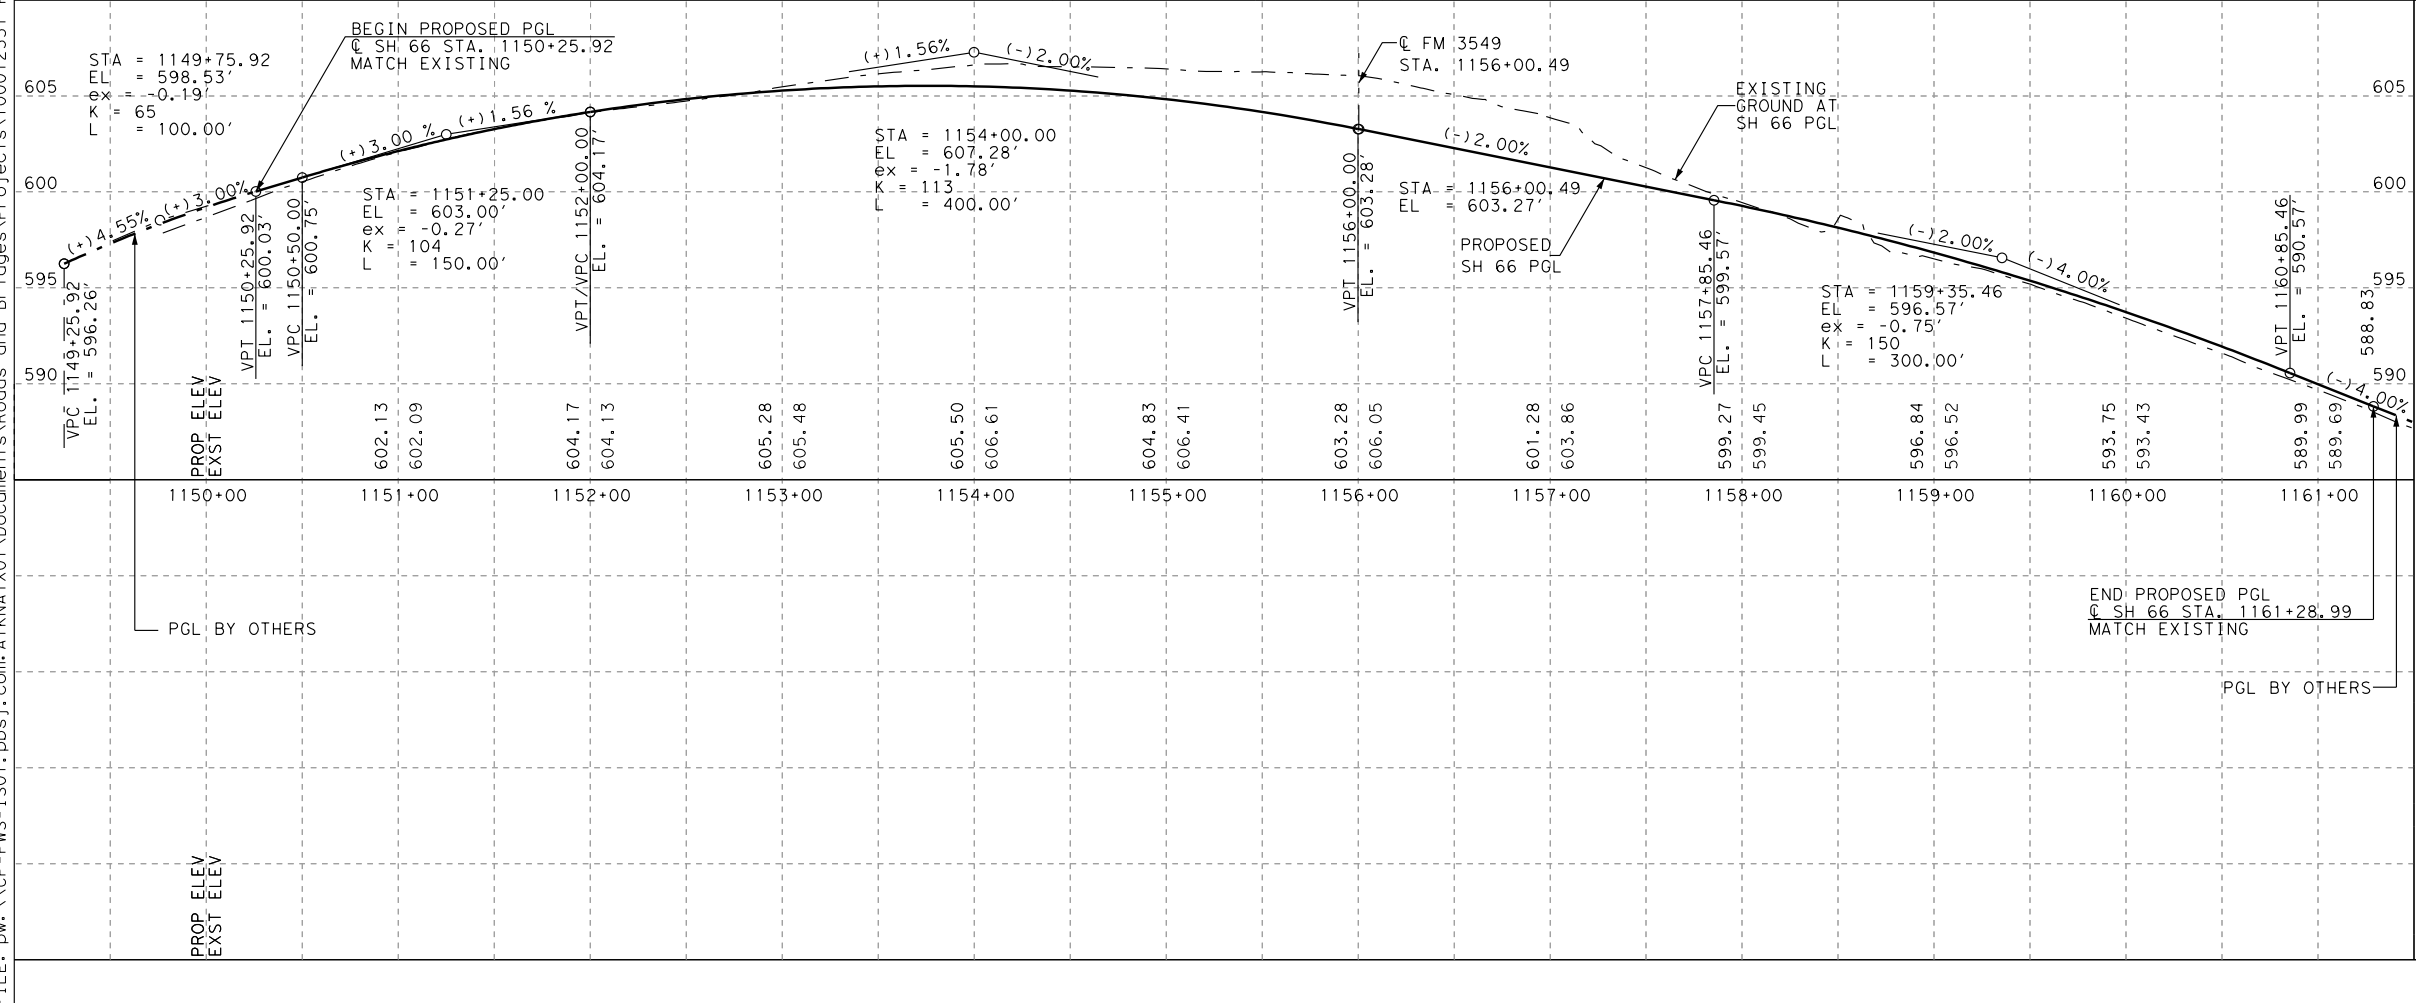 BEGIN PROPOSED PGL
℄ SH 66 STA. 1150+25.92
MATCH EXISTING
STA = 1149+75.92
EL = 598.53'
ex = -0.19'
K = 65
L = 100.00'
(+)4.55%
(+)3.00%
(+)3.00 %
(+)1.56 %
(+)1.56%
(-)2.00%
℄ FM 3549
STA. 1156+00.49
EXISTING
GROUND AT
SH 66 PGL
605
605
600
600
595
595
590
590
STA = 1151+25.00
EL = 603.00'
ex = -0.27'
K = 104
L = 150.00'
STA = 1154+00.00
EL = 607.28'
ex = -1.78'
K = 113
L = 400.00'
(-)2.00%
STA = 1156+00.49
EL = 603.27'
PROPOSED
SH 66 PGL
(-)2.00%
(-)4.00%
STA = 1159+35.46
EL = 596.57'
ex = -0.75'
K = 150
L = 300.00'
(-)4.00%
VPC 1149+25.92
EL. = 596.26'
VPT 1150+25.92
EL. = 600.03'
VPC 1150+50.00
EL. = 600.75'
VPT/VPC 1152+00.00
EL. = 604.17'
VPT 1156+00.00
EL. = 603.28'
VPC 1157+85.46
EL. = 599.57'
VPT 1160+85.46
EL. = 590.57'
588.83
PROP ELEV
EXST ELEV
602.13
602.09
604.17
604.13
605.28
605.48
605.50
606.61
604.83
606.41
603.28
606.05
601.28
603.86
599.27
599.45
596.84
596.52
593.75
593.43
589.99
589.69
1150+00
1151+00
1152+00
1153+00
1154+00
1155+00
1156+00
1157+00
1158+00
1159+00
1160+00
1161+00
PGL BY OTHERS
END PROPOSED PGL
℄ SH 66 STA. 1161+28.99
MATCH EXISTING
PGL BY OTHERS
PROP ELEV
EXST ELEV